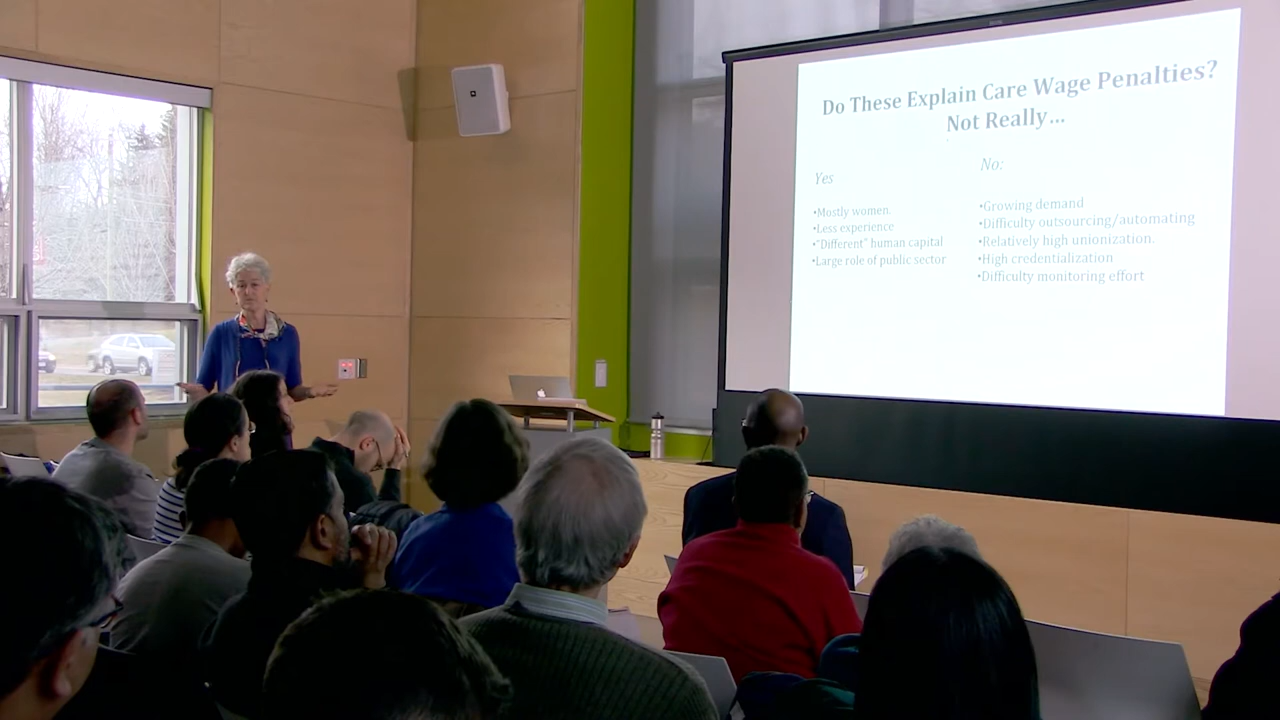 Do These Explain Care Wage Penalties?
Not Really...
Yes
•Mostly women.
•Less experience
•"Different" human capital
•Large role of public sector
No:
•Growing demand
•Difficulty outsourcing/automating
•Relatively high unionization.
•High credentialization
•Difficulty monitoring effort